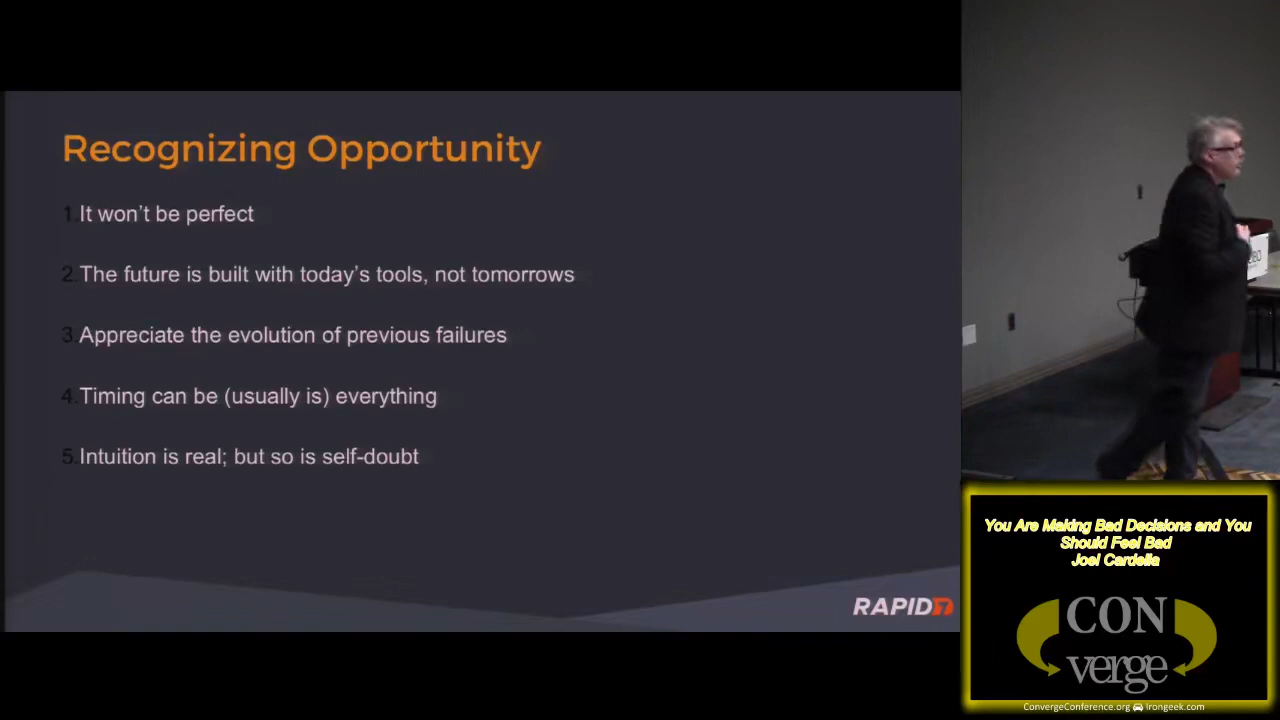 Recognizing Opportunity
1. It won't be perfect
2. The future is built with today's tools, not tomorrows
3. Appreciate the evolution of previous failures
4. Timing can be (usually is) everything
5. Intuition is real; but so is self-doubt
RAPID7
You Are Making Bad Decisions and You
Should Feel Bad
Joel Cardella
CON
verge
ConvergeConference.org Irongeek.com